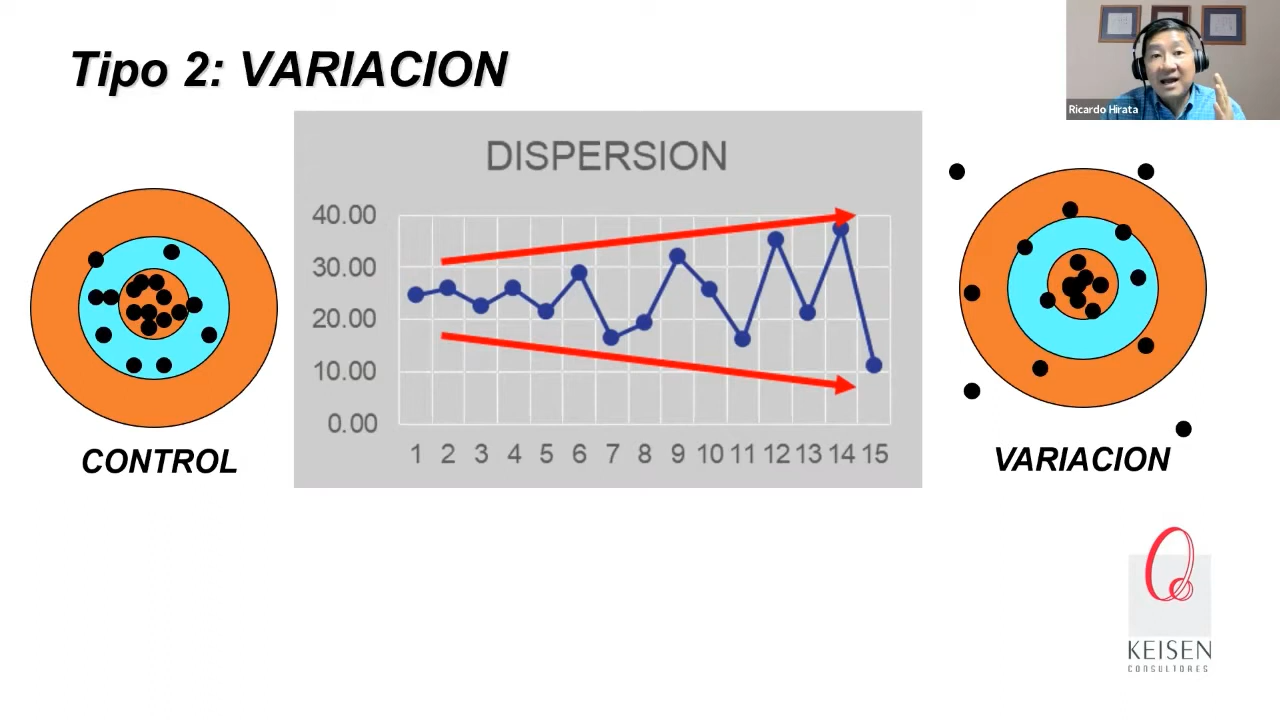 Tipo 2: VARIACION
Ricardo Hirata
DISPERSION
40.00
30.00
20.00
10.00
0.00
1 2 3 4 5 6 7 8 9 10 11 12 13 14 15
CONTROL
VARIACION
KEISEN
CONSULTORES